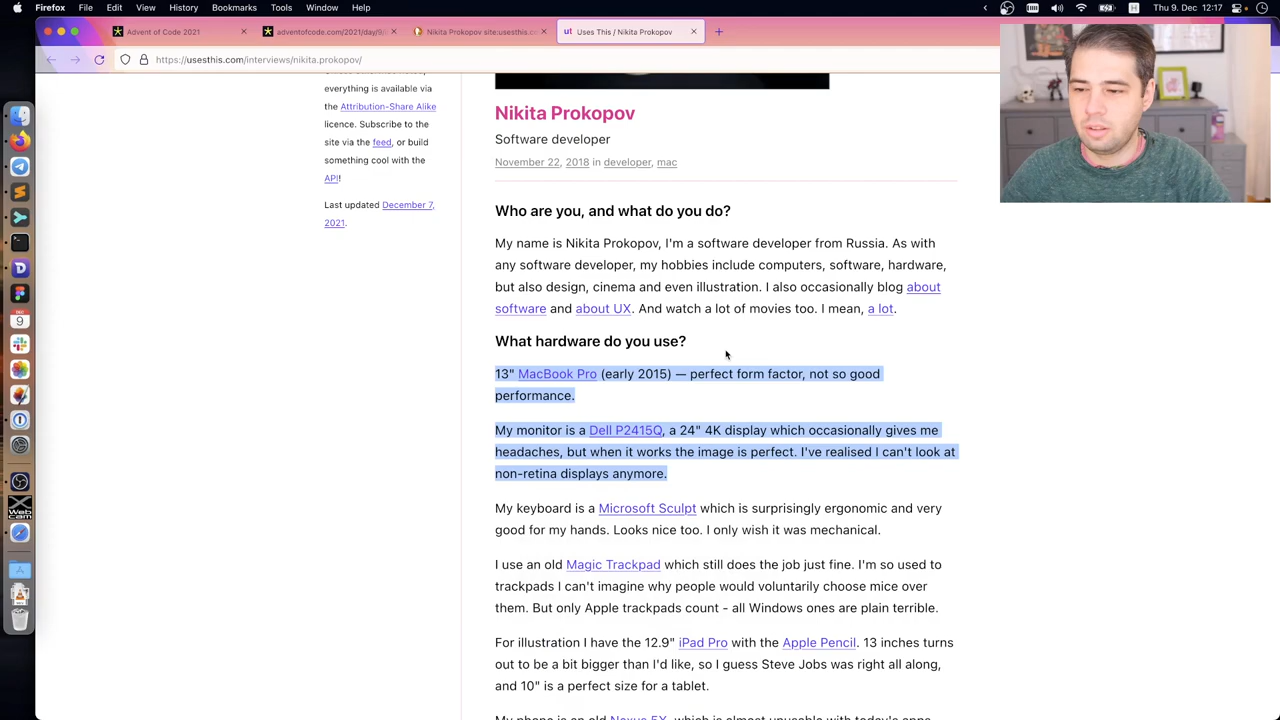 Firefox File Edit View History Bookmarks Tools Window Help
Thu 9. Dec 12:17
Advent of Code 2021
adventofcode.com/2021/day/9/
Nikita Prokopov site:usesthis.co
u! Uses This / Nikita Prokopov
https://usesthis.com/interviews/nikita.prokopov/
everything is available via
the Attribution-Share Alike
licence. Subscribe to the
site via the feed, or build
something cool with the
API!
Last updated December 7,
2021.
Nikita Prokopov
Software developer
November 22, 2018 in developer, mac
Who are you, and what do you do?
My name is Nikita Prokopov, I'm a software developer from Russia. As with
any software developer, my hobbies include computers, software, hardware,
but also design, cinema and even illustration. I also occasionally blog about
software and about UX. And watch a lot of movies too. I mean, a lot.
What hardware do you use?
13" MacBook Pro (early 2015) — perfect form factor, not so good
performance.
My monitor is a Dell P2415Q, a 24" 4K display which occasionally gives me
headaches, but when it works the image is perfect. I've realised I can't look at
non-retina displays anymore.
My keyboard is a Microsoft Sculpt which is surprisingly ergonomic and very
good for my hands. Looks nice too. I only wish it was mechanical.
I use an old Magic Trackpad which still does the job just fine. I'm so used to
trackpads I can't imagine why people would voluntarily choose mice over
them. But only Apple trackpads count - all Windows ones are plain terrible.
For illustration I have the 12.9" iPad Pro with the Apple Pencil. 13 inches turns
out to be a bit bigger than I'd like, so I guess Steve Jobs was right all along,
and 10" is a perfect size for a tablet.
My phone is an old Nexus 5X, which is almost unusable with today's apps
DEC
9
X Web
cam